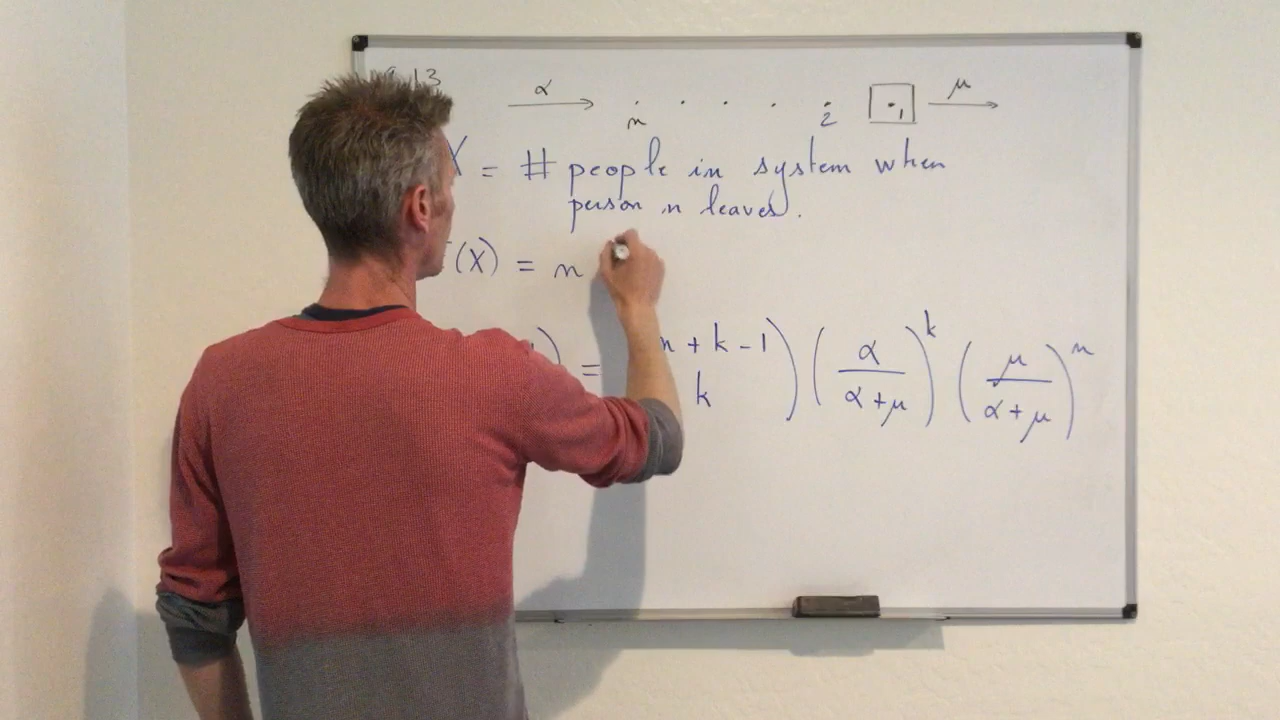 13
α → n . . . . 2 1 μ →
X = # people in system when
person n leaves.
(X) = n
) = n + k - 1 ) ( α ) k ( μ ) n
k α + μ α + μ